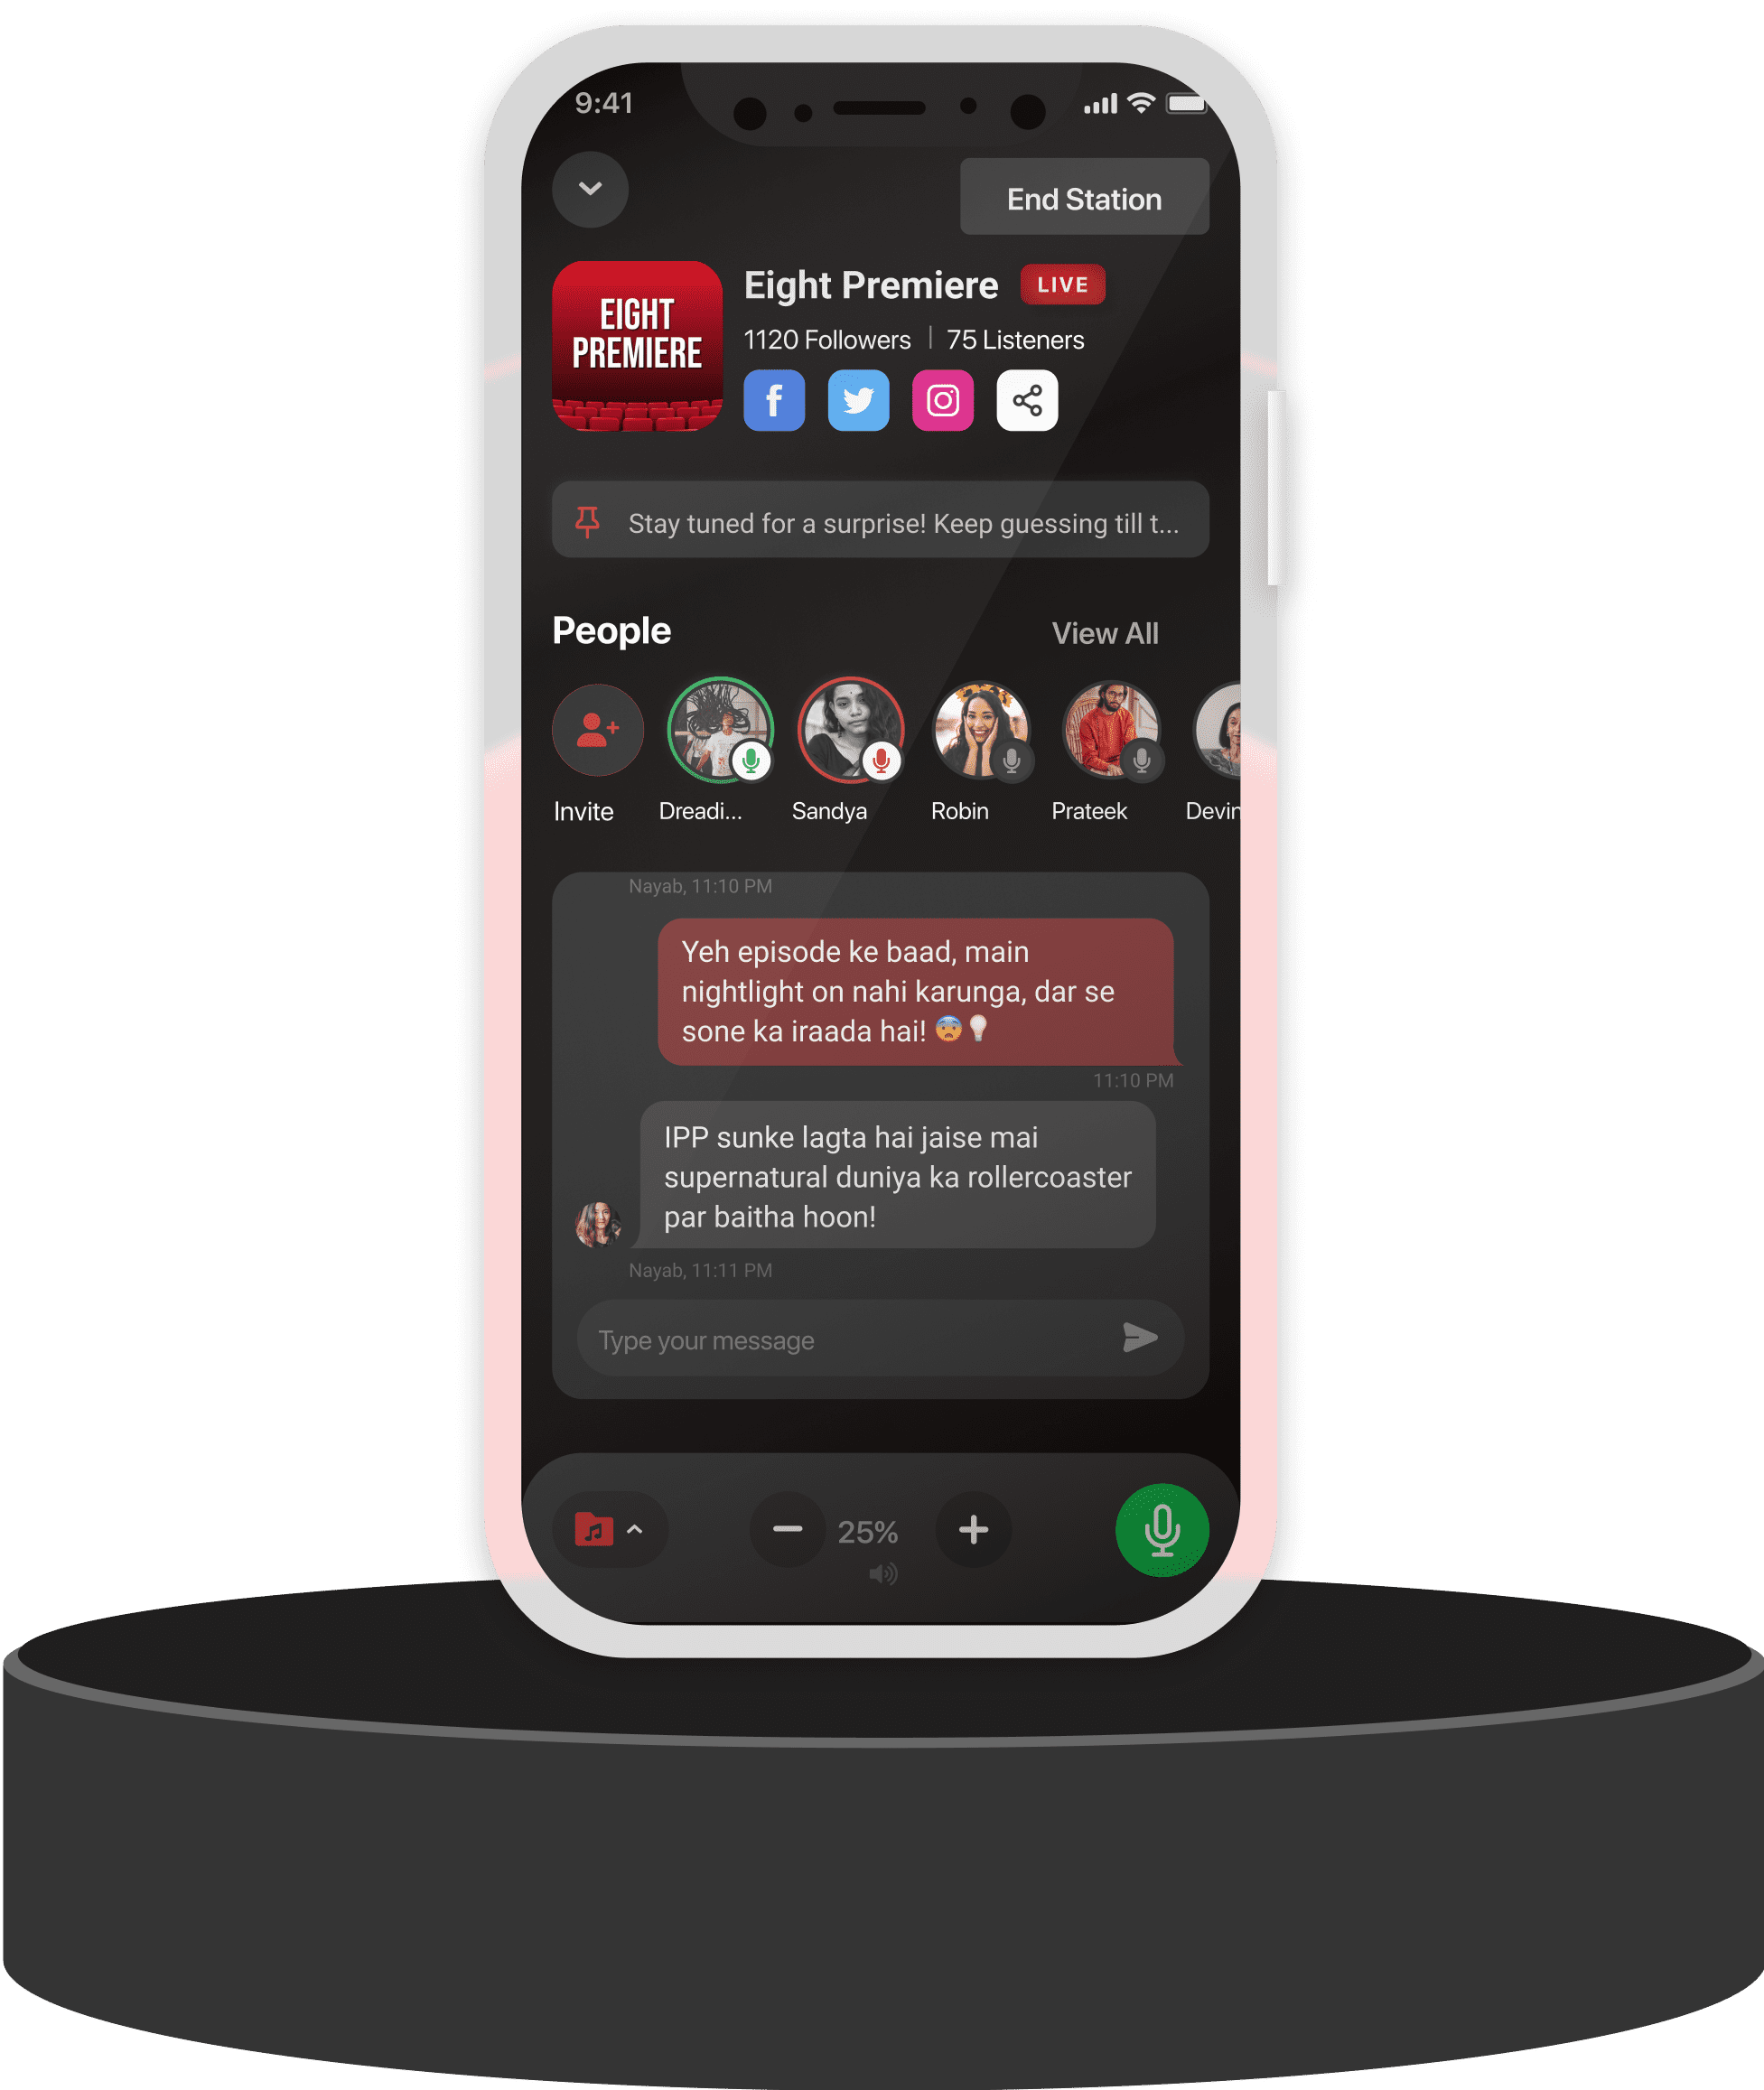 9:41
End Station
EIGHT
PREMIERE
Eight Premiere LIVE
1120 Followers | 75 Listeners
Stay tuned for a surprise! Keep guessing till t...
People View All
Invite Dreadi... Sandya Robin Prateek Devin
Nayab, 11:10 PM
Yeh episode ke baad, main
nightlight on nahi karunga, dar se
sone ka iraada hai! 😨💡
11:10 PM
IPP sunke lagta hai jaise mai
supernatural duniya ka rollercoaster
par baitha hoon!
Nayab, 11:11 PM
Type your message
25%